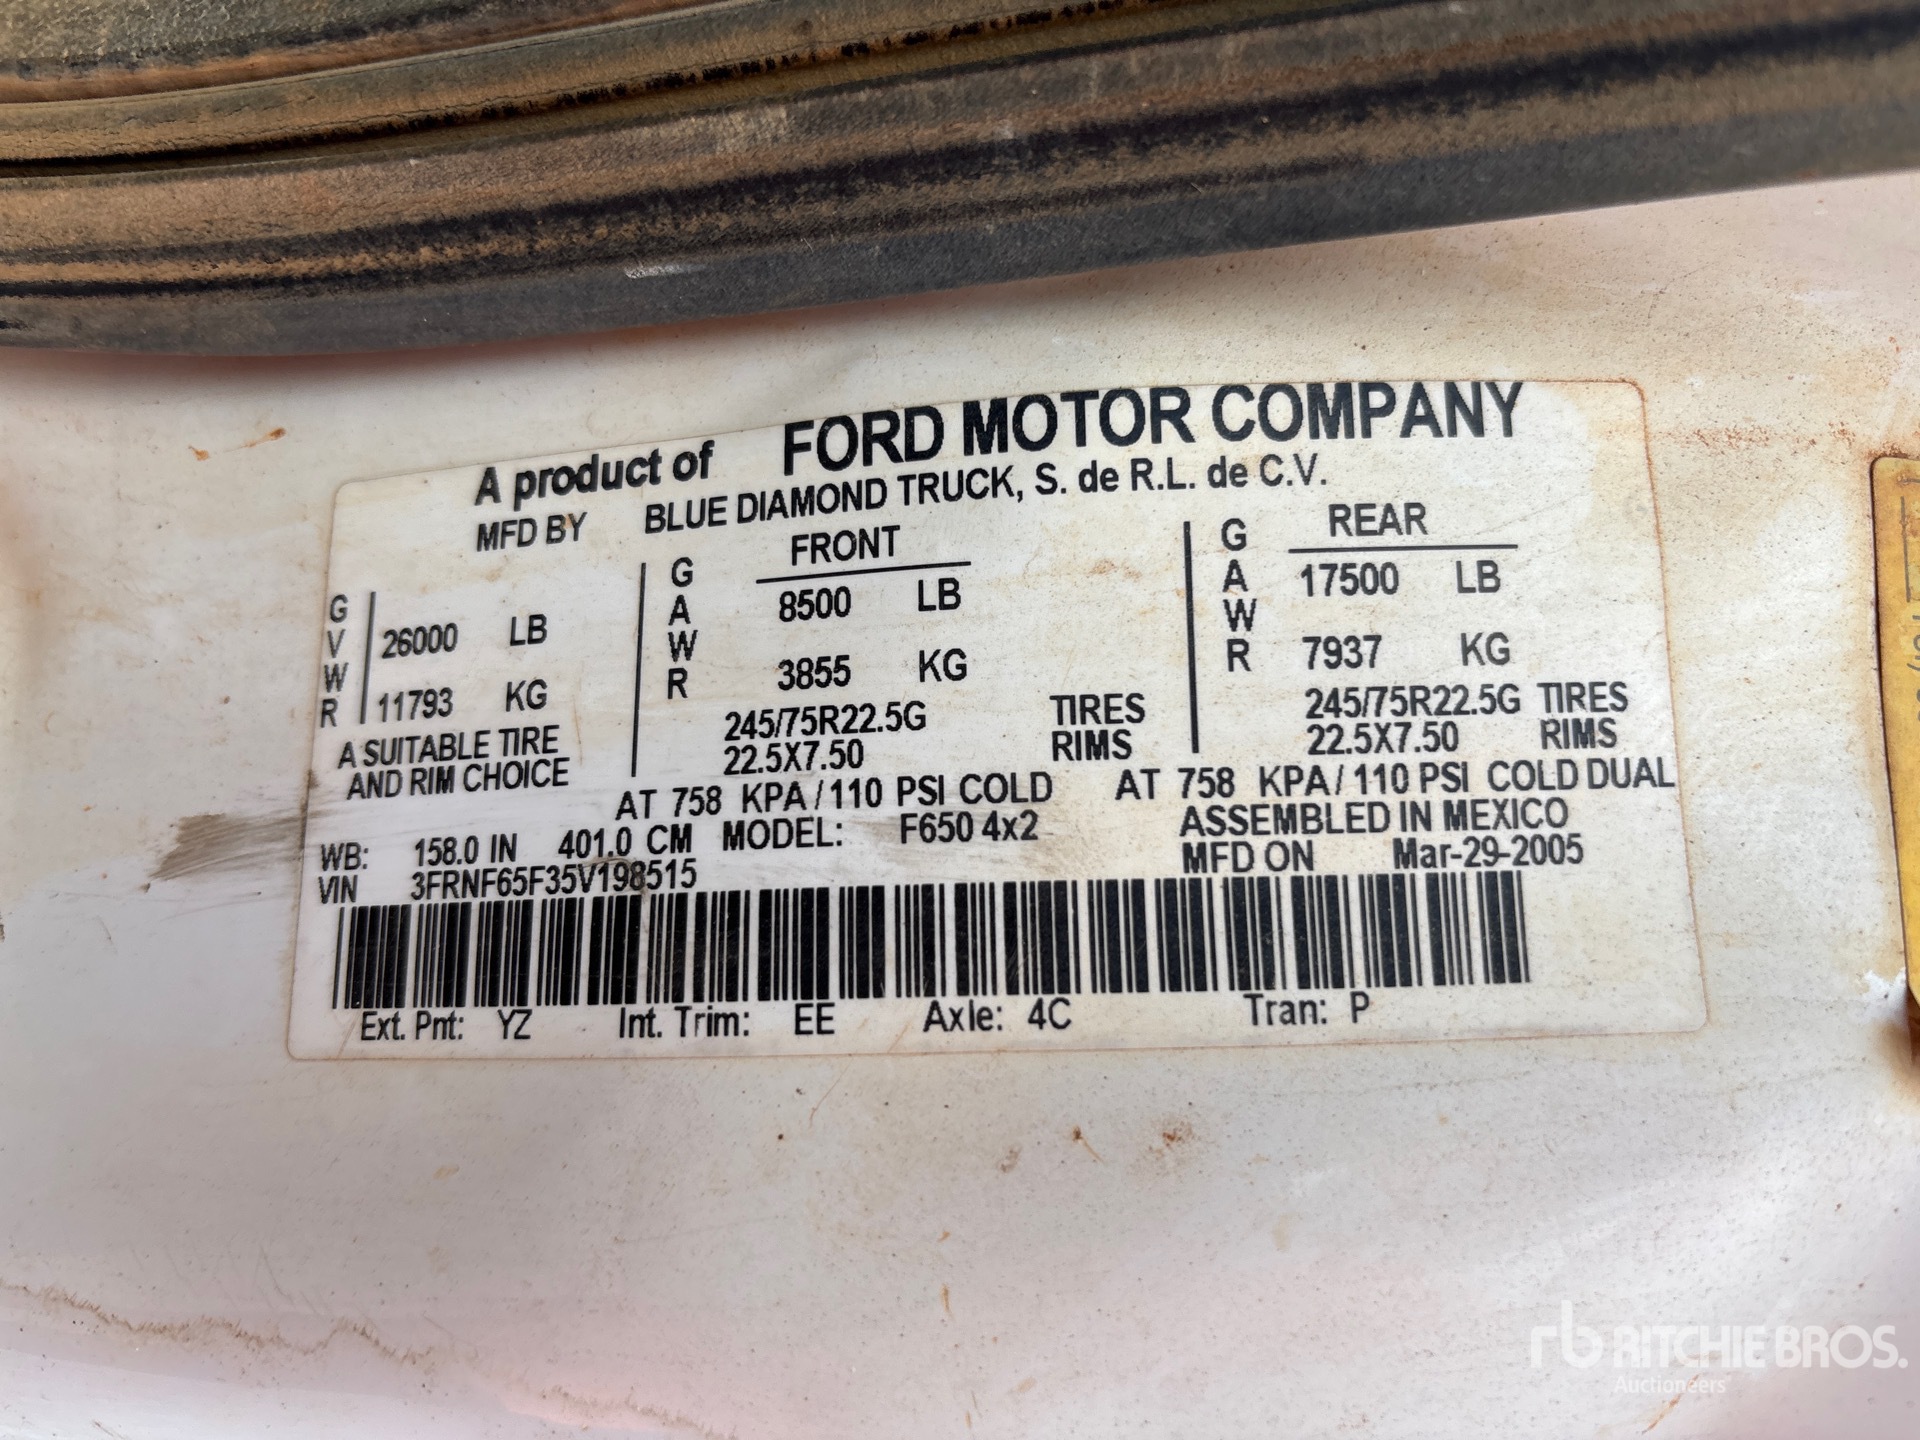 A product of FORD MOTOR COMPANY
MFD BY BLUE DIAMOND TRUCK, S. de R.L. de C.V.
GVWR 26000 LB
11793 KG
A SUITABLE TIRE
AND RIM CHOICE
GAWR FRONT
8500 LB
3855 KG
245/75R22.5G TIRES
22.5X7.50 RIMS
AT 758 KPA/110 PSI COLD
GAWR REAR
17500 LB
7937 KG
245/75R22.5G TIRES
22.5X7.50 RIMS
AT 758 KPA/110 PSI COLD DUAL
WB: 158.0 IN 401.0 CM MODEL: F650 4x2
ASSEMBLED IN MEXICO
VIN 3FRNF65F35V198515
MFD ON Mar-29-2005
Ext. Pnt: YZ Int. Trim: EE Axle: 4C Tran: P
rb RITCHIE BROS.
Auctioneers